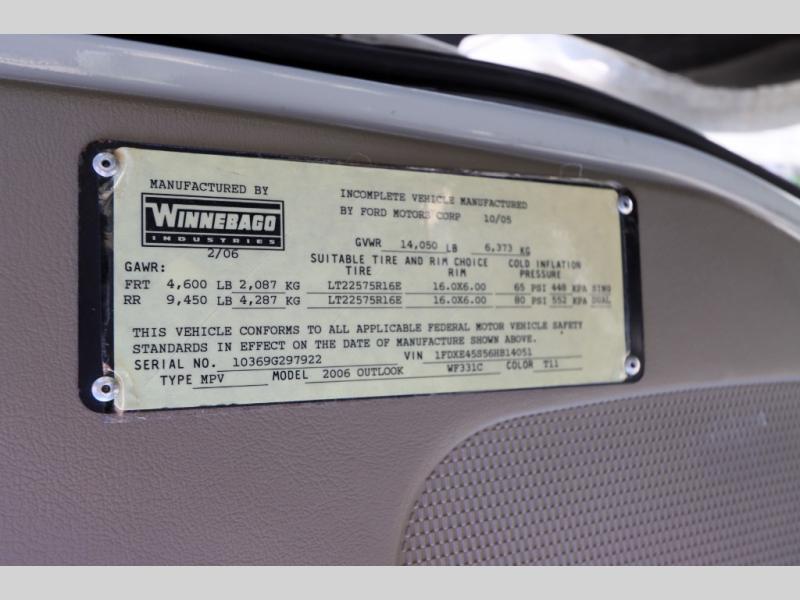 MANUFACTURED BY
WINNEBAGO
INDUSTRIES
2/06
INCOMPLETE VEHICLE MANUFACTURED
BY FORD MOTORS CORP 10/05
GVWR 14,050 LB 6,373 KG
GAWR: SUITABLE TIRE AND RIM CHOICE COLD INFLATION
TIRE RIM PRESSURE
FRT 4,600 LB 2,087 KG LT22575R16E 16.0X6.00 65 PSI 448 KPA SING
RR 9,450 LB 4,287 KG LT22575R16E 16.0X6.00 80 PSI 552 KPA DUAL
THIS VEHICLE CONFORMS TO ALL APPLICABLE FEDERAL MOTOR VEHICLE SAFETY
STANDARDS IN EFFECT ON THE DATE OF MANUFACTURE SHOWN ABOVE.
SERIAL NO. 10369G297922 VIN 1FDXE45S56HB14051
TYPE MPV MODEL 2006 OUTLOOK WF331C COLOR T11